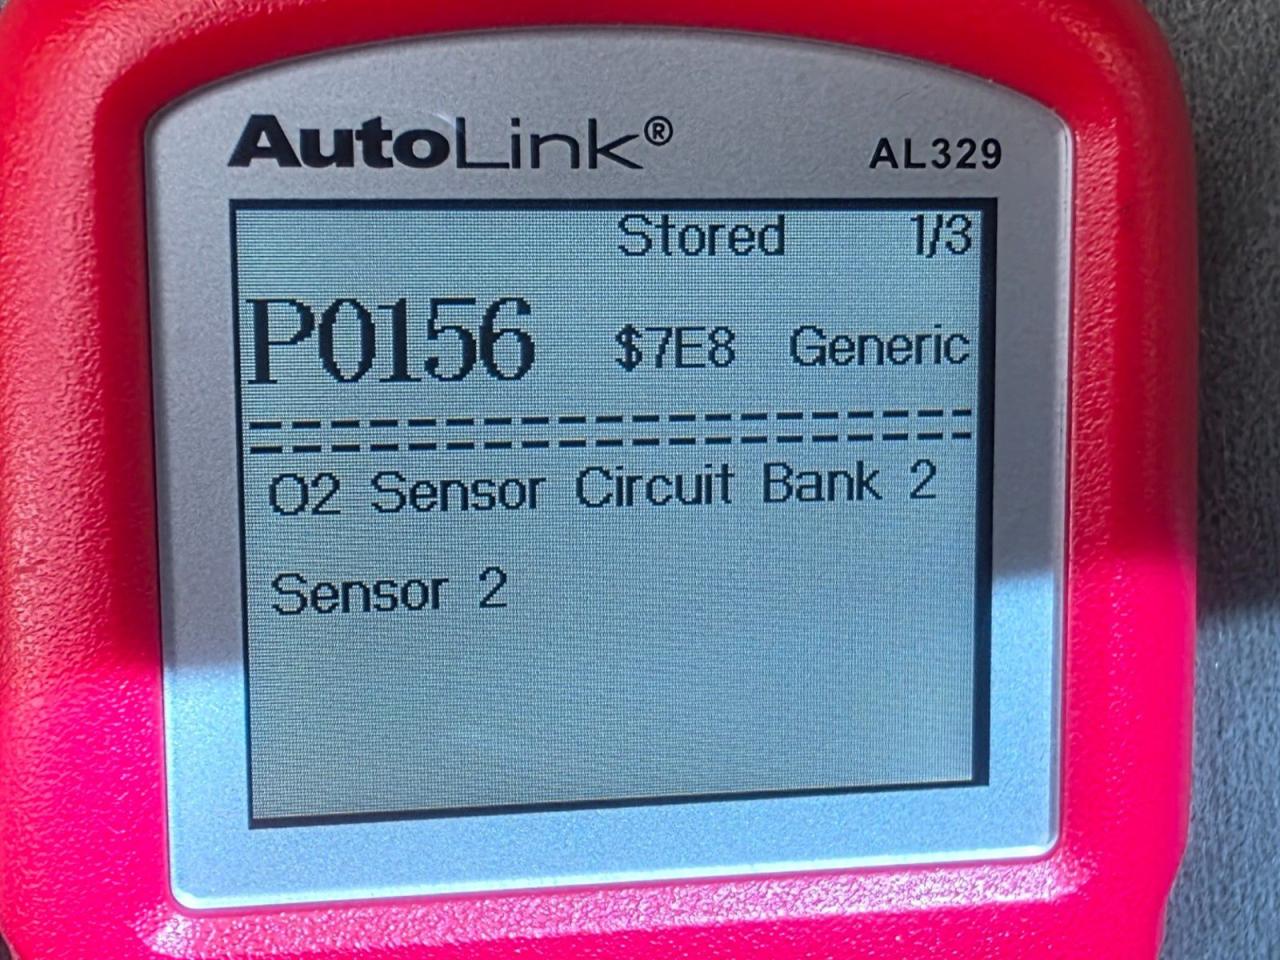 AutoLink® AL329
Stored 1/3
P0156 $7E8 Generic
O2 Sensor Circuit Bank 2
Sensor 2